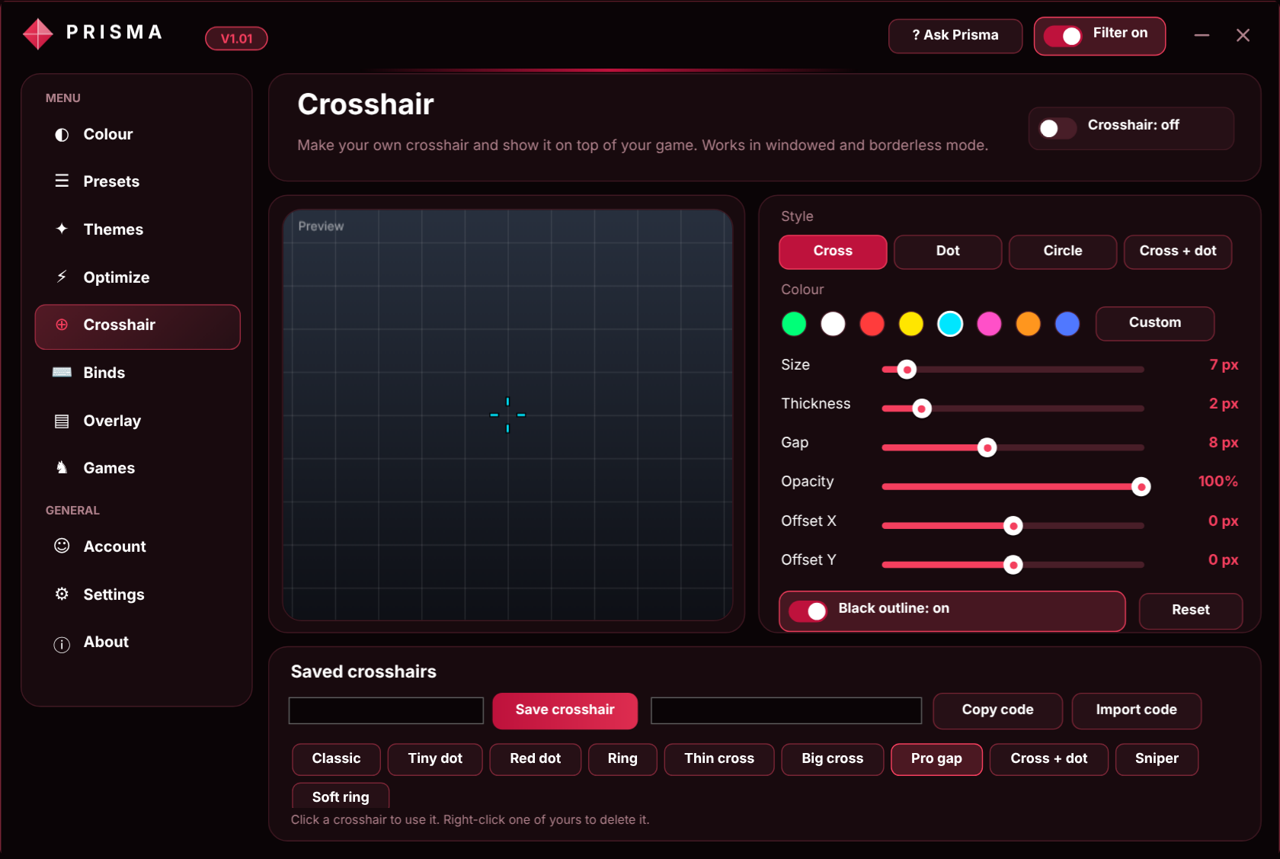 PRISMA
V1.01
? Ask Prisma
Filter on
MENU
Colour
Presets
Themes
Optimize
Crosshair
Binds
Overlay
Games
GENERAL
Account
Settings
About
Crosshair
Make your own crosshair and show it on top of your game. Works in windowed and borderless mode.
Crosshair: off
Preview
Style
Cross
Dot
Circle
Cross + dot
Colour
Custom
Size
7 px
Thickness
2 px
Gap
8 px
Opacity
100%
Offset X
0 px
Offset Y
0 px
Black outline: on
Reset
Saved crosshairs
Save crosshair
Copy code
Import code
Classic
Tiny dot
Red dot
Ring
Thin cross
Big cross
Pro gap
Cross + dot
Sniper
Soft ring
Click a crosshair to use it. Right-click one of yours to delete it.